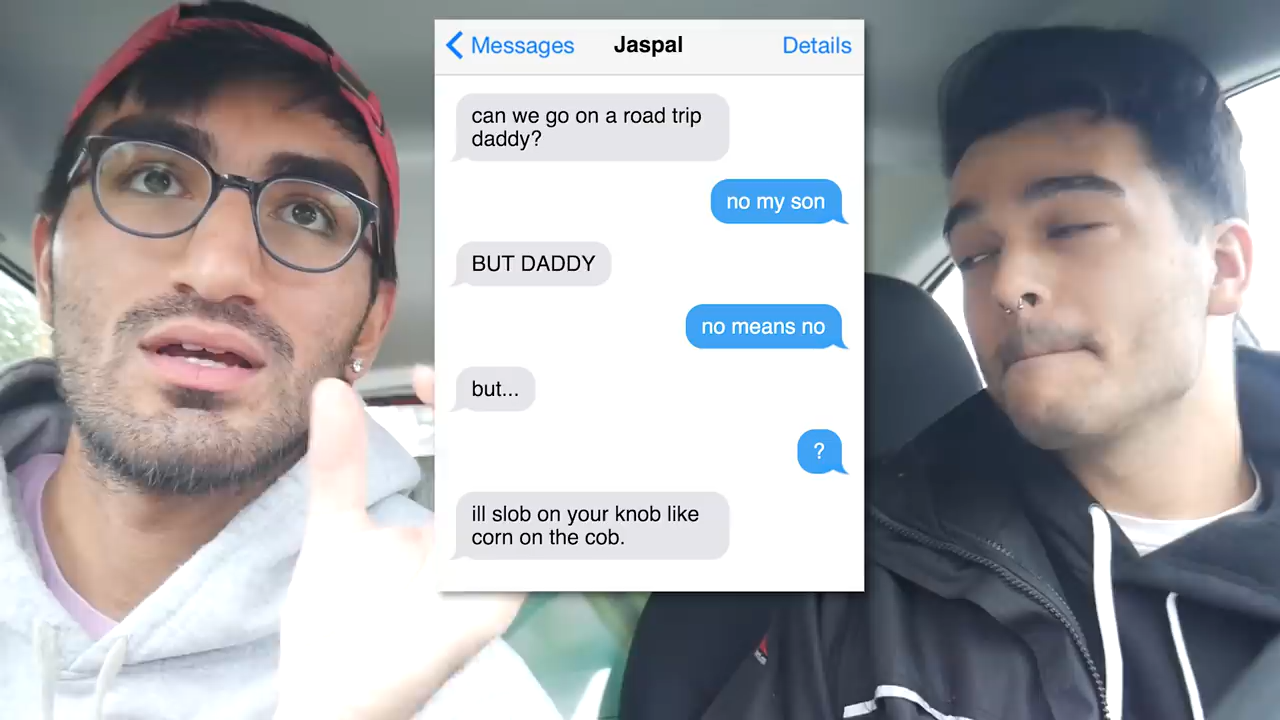 Messages Jaspal Details
can we go on a road trip
daddy?
no my son
BUT DADDY
no means no
but...
?
ill slob on your knob like
corn on the cob.